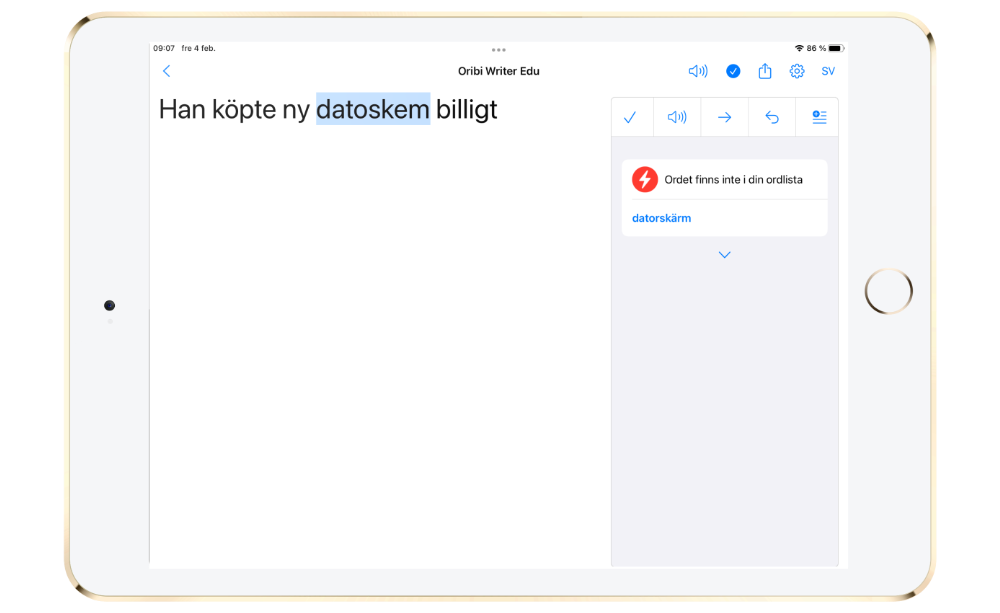 09:07 fre 4 feb.
86 %
Oribi Writer Edu
SV
Han köpte ny datoskem billigt
Ordet finns inte i din ordlista
datorskärm